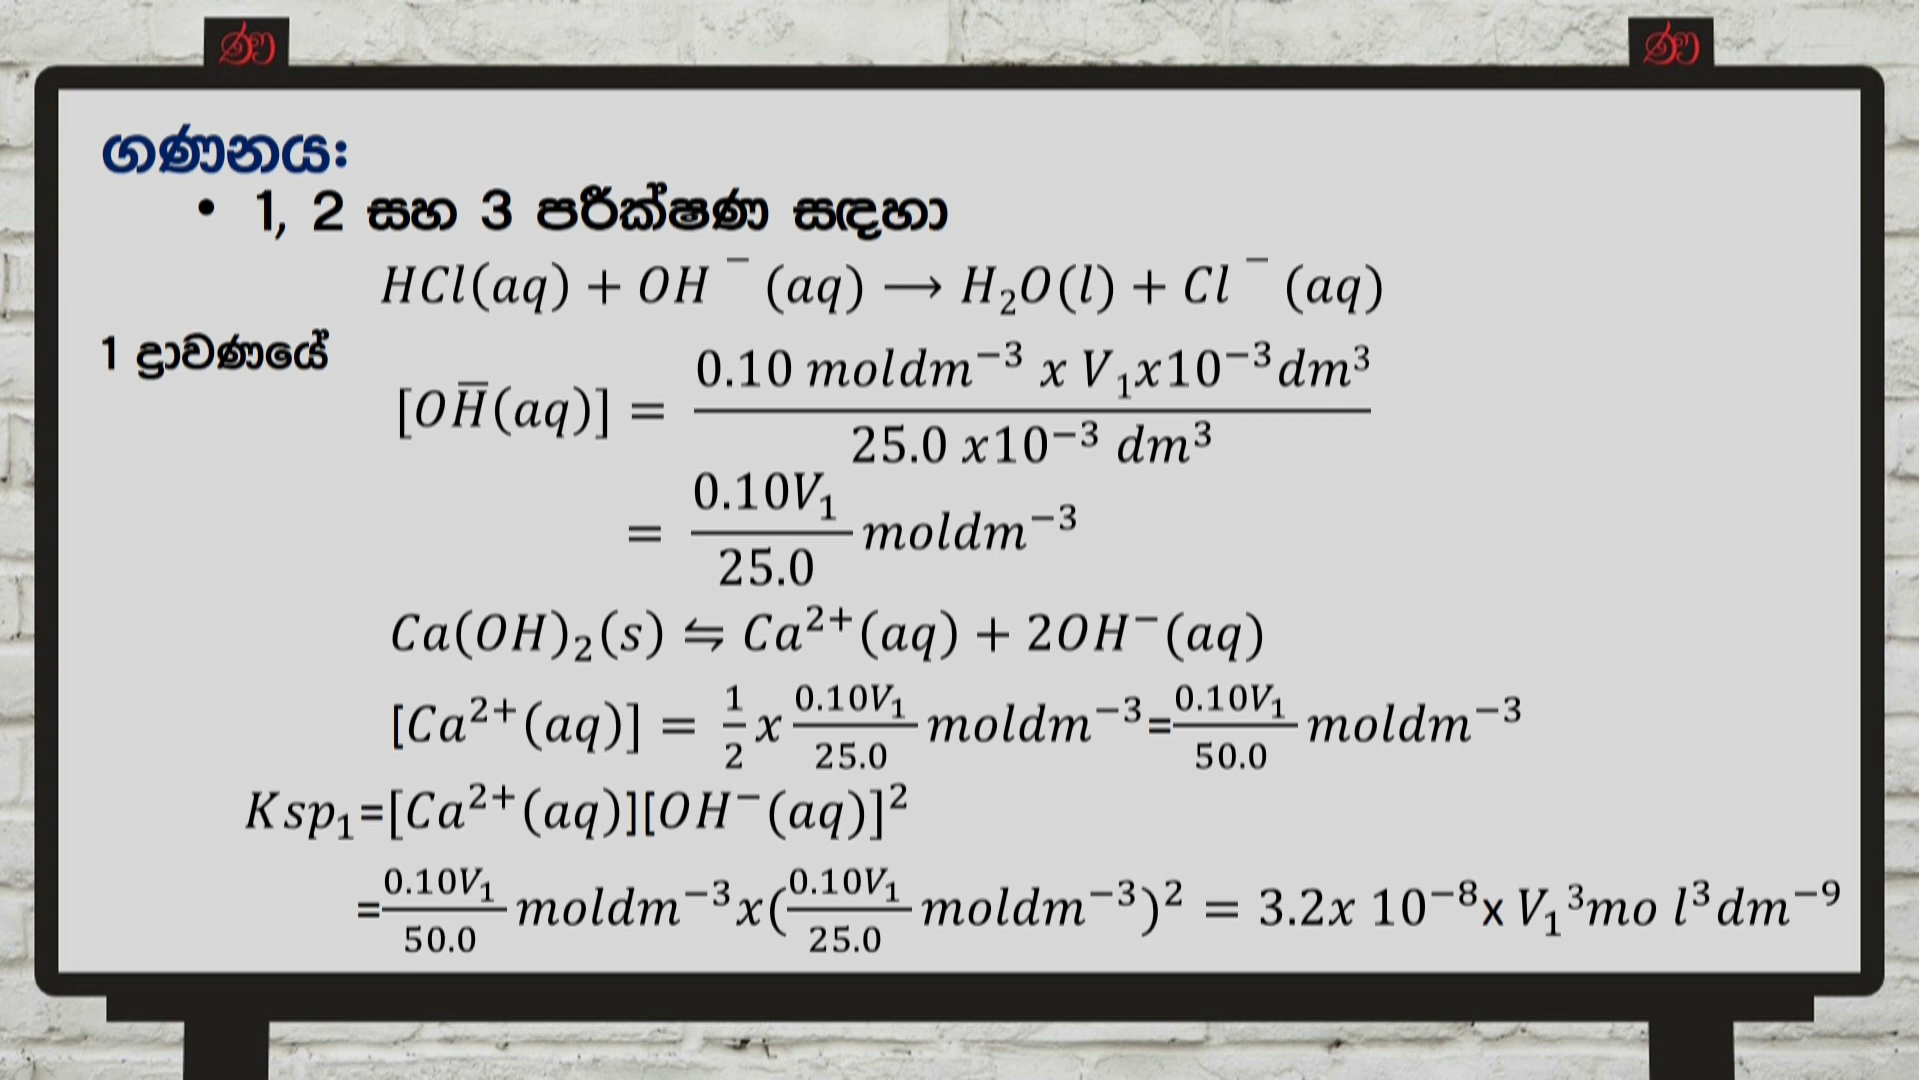 ණ ණ
ගණනය:
• 1, 2 සහ 3 පරීක්ෂණ සඳහා
HCl(aq) + OH⁻(aq) ⟶ H₂O(l) + Cl⁻(aq)
1 ද්‍රාවණයේ
[OH̅(aq)] = (0.10 moldm⁻³ x V₁x10⁻³dm³)/(25.0 x10⁻³ dm³)
= 0.10V₁/25.0 moldm⁻³
Ca(OH)₂(s) ⇋ Ca²⁺(aq) + 2OH⁻(aq)
[Ca²⁺(aq)] = 1/2 x 0.10V₁/25.0 moldm⁻³=0.10V₁/50.0 moldm⁻³
Ksp₁=[Ca²⁺(aq)][OH⁻(aq)]²
=0.10V₁/50.0 moldm⁻³x(0.10V₁/25.0 moldm⁻³)² = 3.2x 10⁻⁸x V₁³mo l³dm⁻⁹